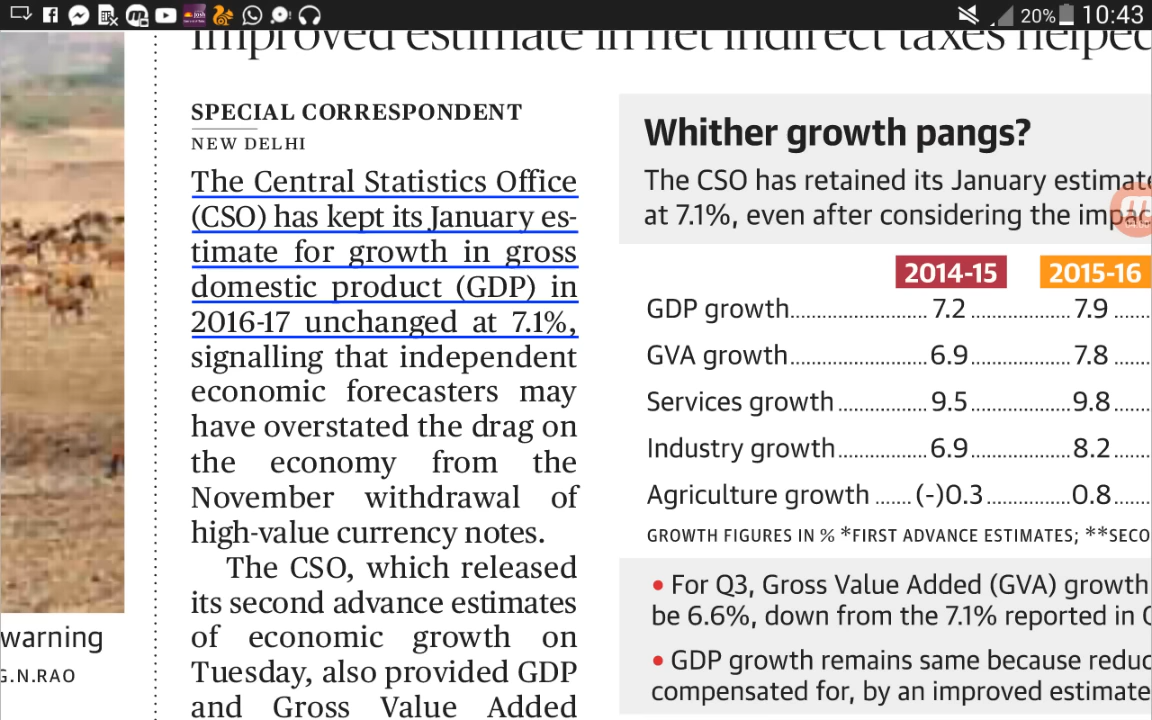 20% 10:43
improved estimate in net indirect taxes helped
SPECIAL CORRESPONDENT
NEW DELHI
The Central Statistics Office
(CSO) has kept its January es-
timate for growth in gross
domestic product (GDP) in
2016-17 unchanged at 7.1%,
signalling that independent
economic forecasters may
have overstated the drag on
the economy from the
November withdrawal of
high-value currency notes.
The CSO, which released
its second advance estimates
of economic growth on
Tuesday, also provided GDP
and Gross Value Added
Whither growth pangs?
The CSO has retained its January estimate
at 7.1%, even after considering the impac
2014-15 2015-16
GDP growth 7.2 7.9
GVA growth 6.9 7.8
Services growth 9.5 9.8
Industry growth 6.9 8.2
Agriculture growth (-)0.3 0.8
GROWTH FIGURES IN % *FIRST ADVANCE ESTIMATES; **SECO
• For Q3, Gross Value Added (GVA) growth
be 6.6%, down from the 7.1% reported in
• GDP growth remains same because reduc
compensated for, by an improved estimate
warning
G.N.RAO